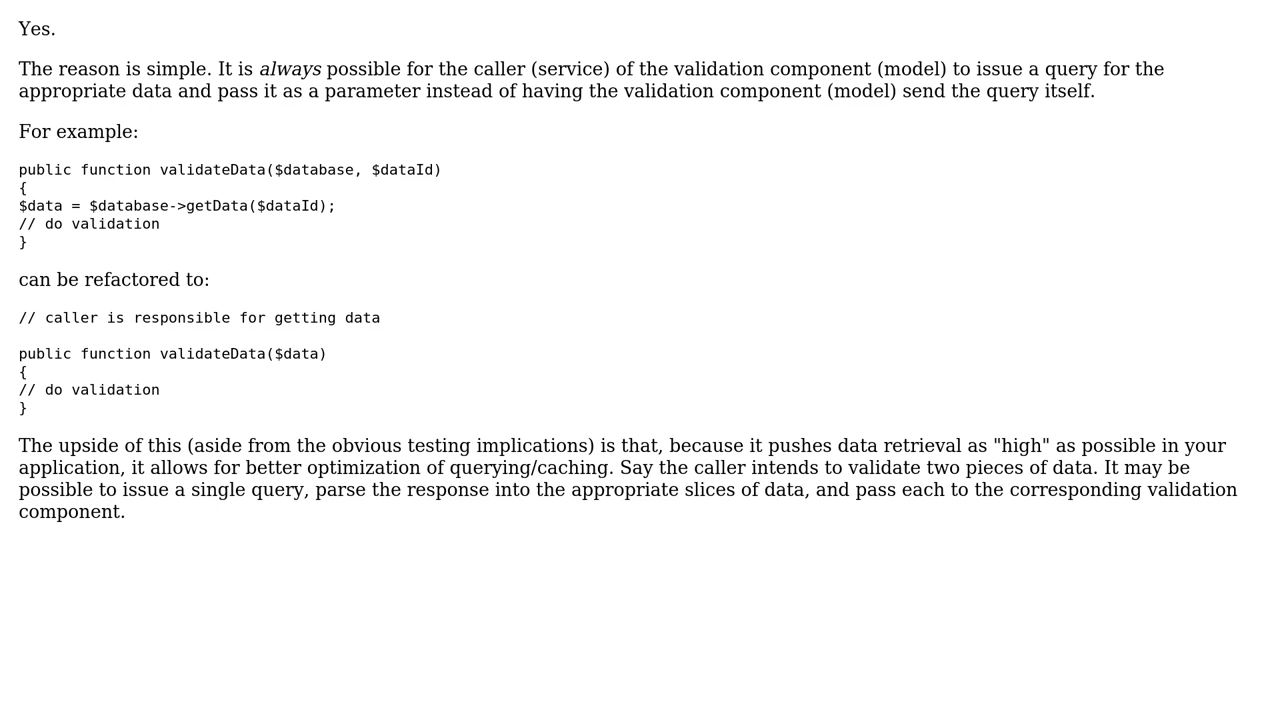 Yes.
The reason is simple. It is always possible for the caller (service) of the validation component (model) to issue a query for the
appropriate data and pass it as a parameter instead of having the validation component (model) send the query itself.
For example:
public function validateData($database, $dataId)
{
$data = $database->getData($dataId);
// do validation
}
can be refactored to:
// caller is responsible for getting data
public function validateData($data)
{
// do validation
}
The upside of this (aside from the obvious testing implications) is that, because it pushes data retrieval as "high" as possible in your
application, it allows for better optimization of querying/caching. Say the caller intends to validate two pieces of data. It may be
possible to issue a single query, parse the response into the appropriate slices of data, and pass each to the corresponding validation
component.